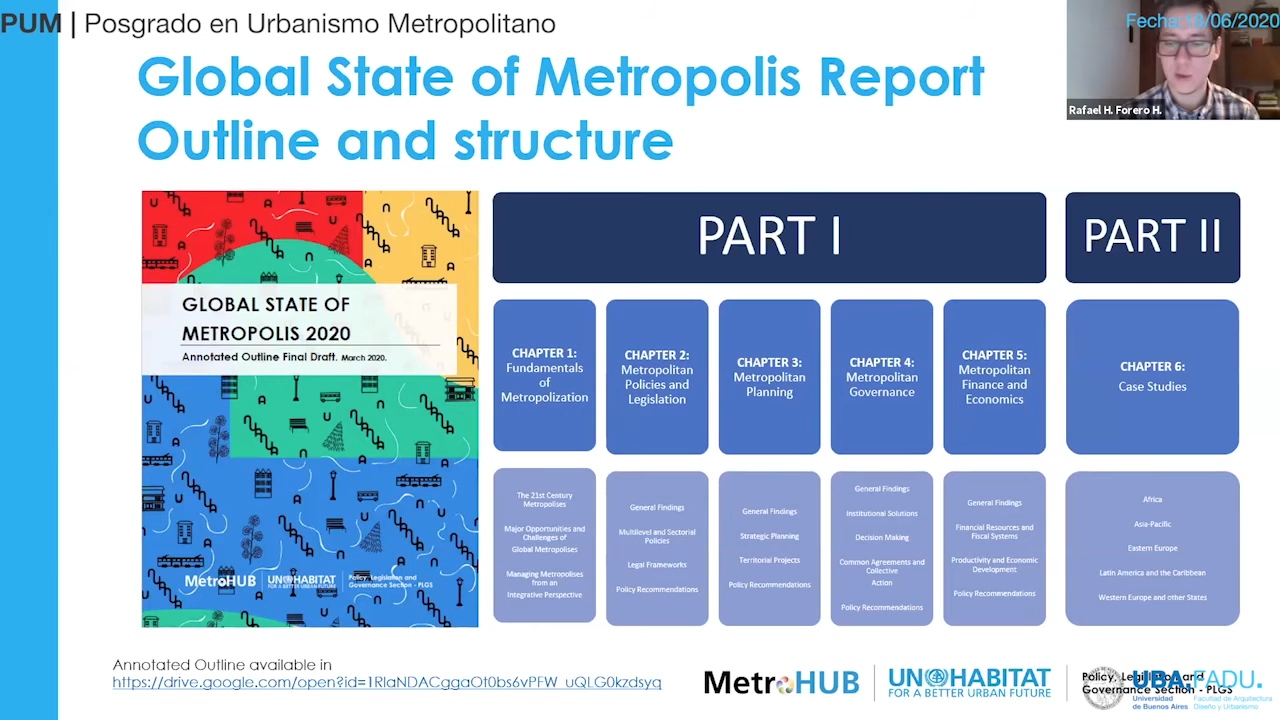 PUM | Posgrado en Urbanismo Metropolitano
Fecha:18/06/2020
Global State of Metropolis Report
Outline and structure
Rafael H. Forero H.
GLOBAL STATE OF
METROPOLIS 2020
Annotated Outline Final Draft. March 2020.
MetroHUB
UN HABITAT
FOR A BETTER URBAN FUTURE
Policy, Legislation and
Governance Section - PLGS
PART I
PART II
CHAPTER 1:
Fundamentals
of
Metropolization
CHAPTER 2:
Metropolitan
Policies and
Legislation
CHAPTER 3:
Metropolitan
Planning
CHAPTER 4:
Metropolitan
Governance
CHAPTER 5:
Metropolitan
Finance and
Economics
CHAPTER 6:
Case Studies
The 21st Century
Metropolises
Major Opportunities and
Challenges of
Global Metropolises
Managing Metropolises
from an
Integrative Perspective
General Findings
Multilevel and Sectorial
Policies
Legal Frameworks
Policy Recommendations
General Findings
Strategic Planning
Territorial Projects
Policy Recommendations
General Findings
Institutional Solutions
Decision Making
Common Agreements and
Collective
Action
Policy Recommendations
General Findings
Financial Resources and
Fiscal Systems
Productivity and Economic
Development
Policy Recommendations
Africa
Asia-Pacific
Eastern Europe
Latin America and the Caribbean
Western Europe and other States
Annotated Outline available in
https://drive.google.com/open?id=1RlaNDACggaOt0bs6vPFW_uQLG0kzdsyq
MetroHUB
UN HABITAT
FOR A BETTER URBAN FUTURE
Policy, Legislation and
Governance Section - PLGS
UBA FADU.
Universidad
de Buenos Aires
Facultad de Arquitectura
Diseño y Urbanismo